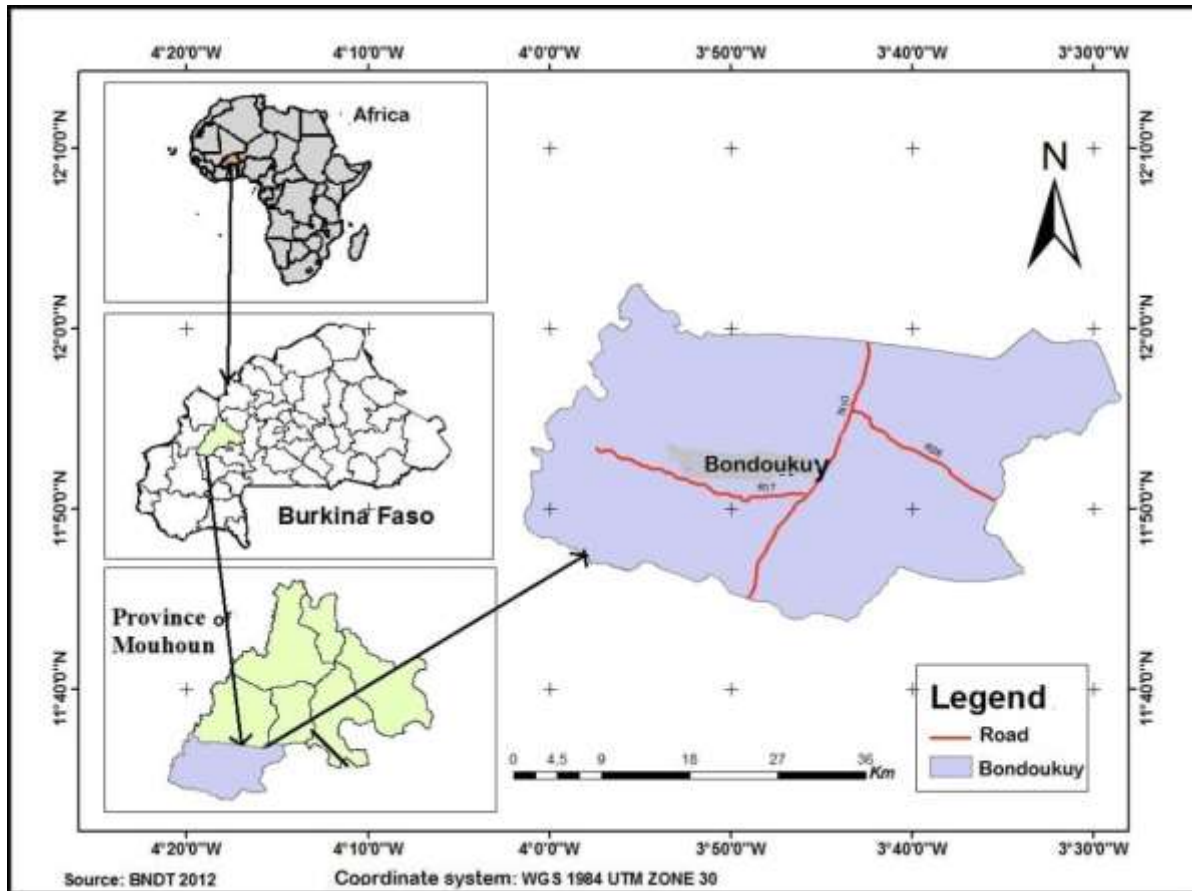 4°20'0"W 4°10'0"W 4°0'0"W 3°50'0"W 3°40'0"W 3°30'0"W
12°10'0"N
12°0'0"N
11°50'0"N
11°40'0"N
Africa
Burkina Faso
Province of
Mouhoun
N
12°10'0"N
12°0'0"N
11°50'0"N
11°40'0"N
N10
Bondoukuy
R17
Legend
Road
Bondoukuy
0 4,5 9 18 27 36
Km
4°20'0"W 4°10'0"W 4°0'0"W 3°50'0"W 3°40'0"W 3°30'0"W
Source: BNDT 2012 Coordinate system: WGS 1984 UTM ZONE 30